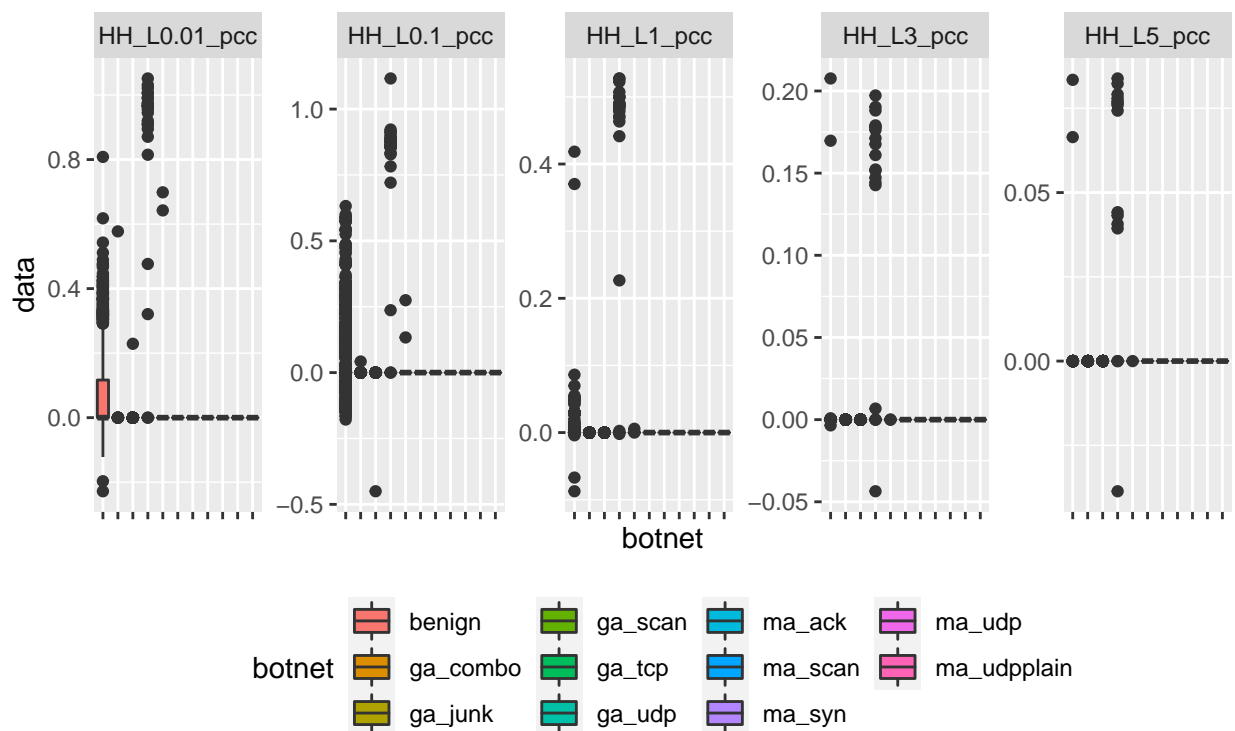 HH_L0.01_pcc HH_L0.1_pcc HH_L1_pcc HH_L3_pcc HH_L5_pcc
data
0.8
0.4
0.0
1.0
0.5
0.0
−0.5
0.4
0.2
0.0
0.20
0.15
0.10
0.05
0.00
−0.05
0.05
0.00
botnet
botnet
benign
ga_combo
ga_junk
ga_scan
ga_tcp
ga_udp
ma_ack
ma_scan
ma_syn
ma_udp
ma_udpplain